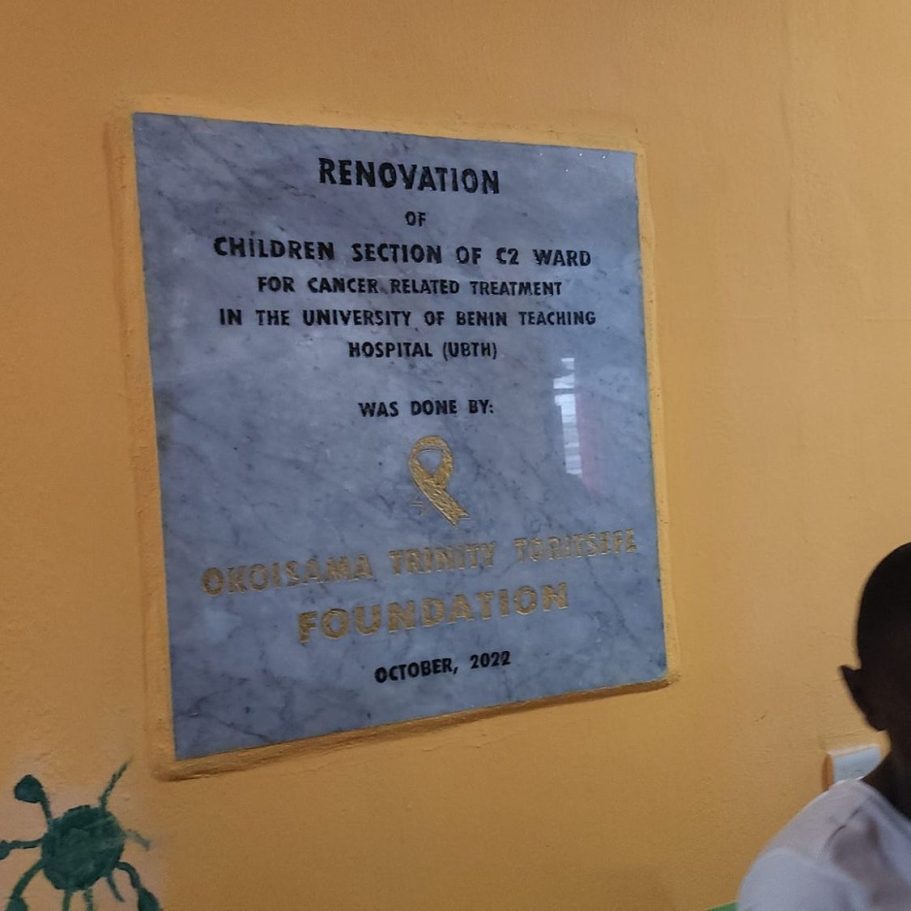 RENOVATION
OF
CHILDREN SECTION OF C2 WARD
FOR CANCER RELATED TREATMENT
IN THE UNIVERSITY OF BENIN TEACHING
HOSPITAL (UBTH)
WAS DONE BY:
OKOISAMA TRINITY
FOUNDATION
OCTOBER, 2022